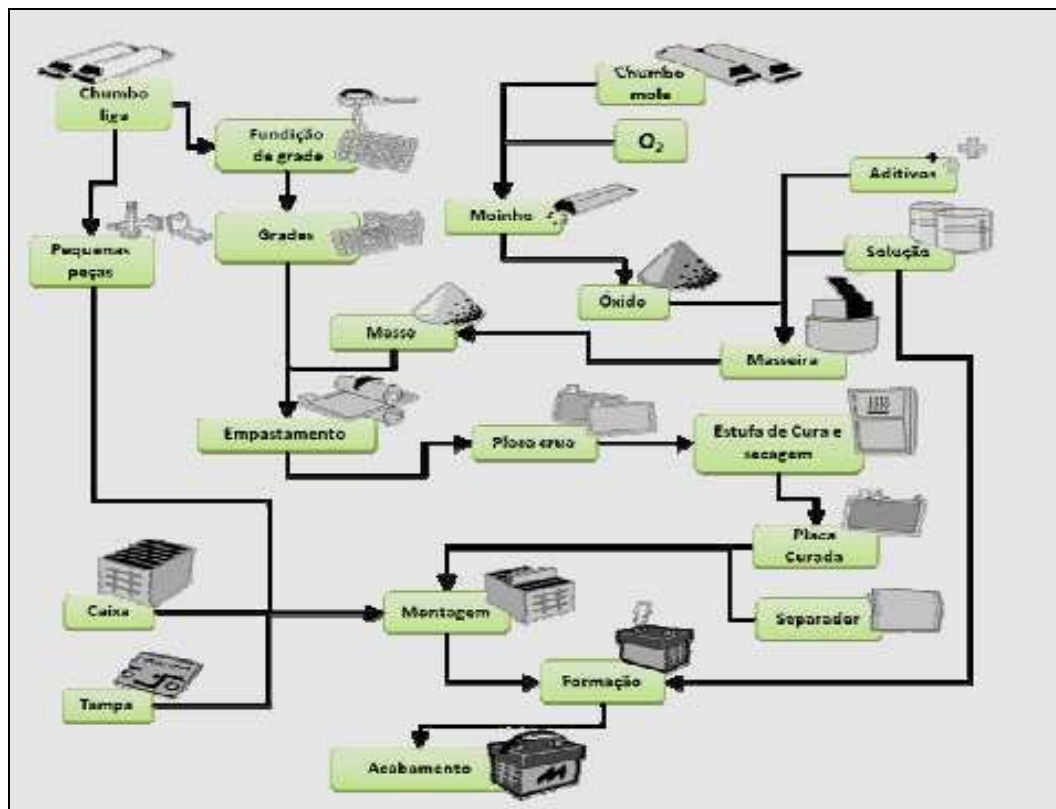 Chumbo
liga
Chumbo
mole
Fundição
de grade
O₂
Aditivos
Moinho
Grades
Pequenas
peças
Solução
Óxido
Massa
Masseira
Empastamento
Placa crua
Estufa de Cura e
secagem
Placa
Curada
Caixa
Montagem
Separador
Formação
Tampa
Acabamento